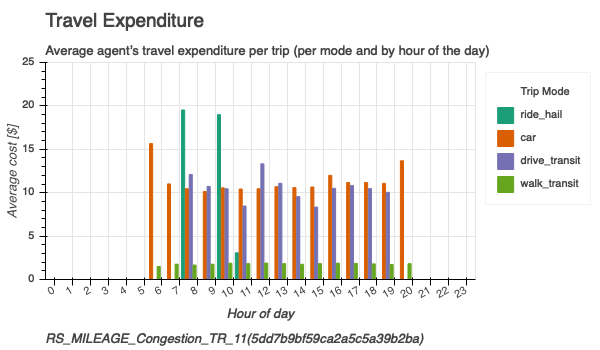 Travel Expenditure
Average agent's travel expenditure per trip (per mode and by hour of the day)
25
20
15
10
5
0
Average cost [$]
0 1 2 3 4 5 6 7 8 9 10 11 12 13 14 15 16 17 18 19 20 21 22 23
Hour of day
Trip Mode
ride_hail
car
drive_transit
walk_transit
RS_MILEAGE_Congestion_TR_11(5dd7b9bf59ca2a5c5a39b2ba)